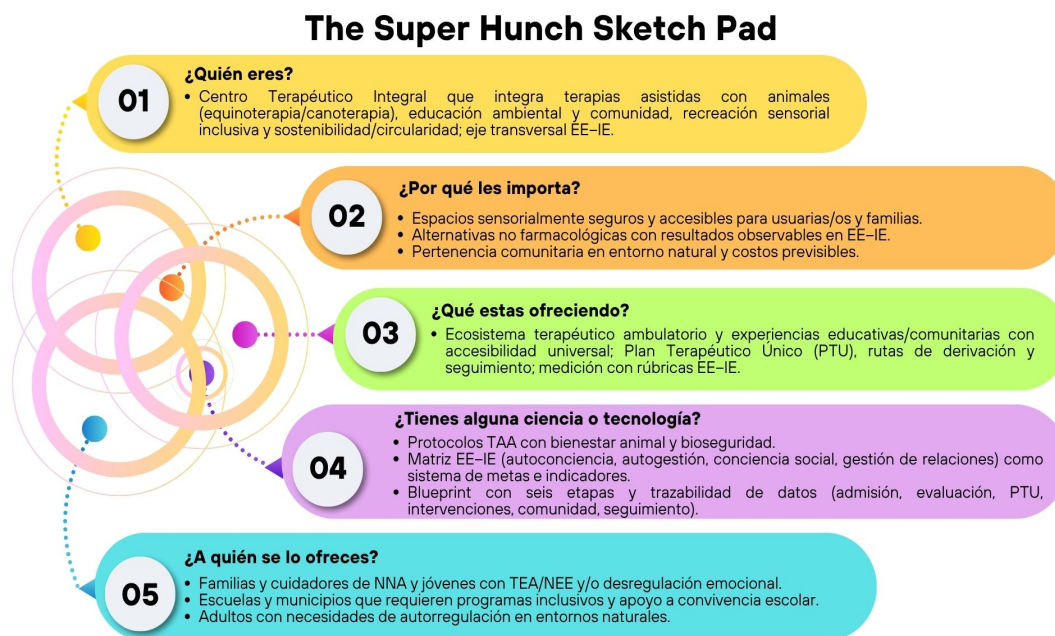 The Super Hunch Sketch Pad
01
¿Quién eres?
• Centro Terapéutico Integral que integra terapias asistidas con animales
(equinoterapia/canoterapia), educación ambiental y comunidad, recreación sensorial
inclusiva y sostenibilidad/circularidad; eje transversal EE–IE.
02
¿Por qué les importa?
• Espacios sensorialmente seguros y accesibles para usuarias/os y familias.
• Alternativas no farmacológicas con resultados observables en EE–IE.
• Pertenencia comunitaria en entorno natural y costos previsibles.
03
¿Qué estas ofreciendo?
• Ecosistema terapéutico ambulatorio y experiencias educativas/comunitarias con
accesibilidad universal; Plan Terapéutico Único (PTU), rutas de derivación y
seguimiento; medición con rúbricas EE–IE.
04
¿Tienes alguna ciencia o tecnología?
• Protocolos TAA con bienestar animal y bioseguridad.
• Matriz EE–IE (autoconciencia, autogestión, conciencia social, gestión de relaciones) como
sistema de metas e indicadores.
• Blueprint con seis etapas y trazabilidad de datos (admisión, evaluación, PTU,
intervenciones, comunidad, seguimiento).
05
¿A quién se lo ofreces?
• Familias y cuidadores de NNA y jóvenes con TEA/NEE y/o desregulación emocional.
• Escuelas y municipios que requieren programas inclusivos y apoyo a convivencia escolar.
• Adultos con necesidades de autorregulación en entornos naturales.